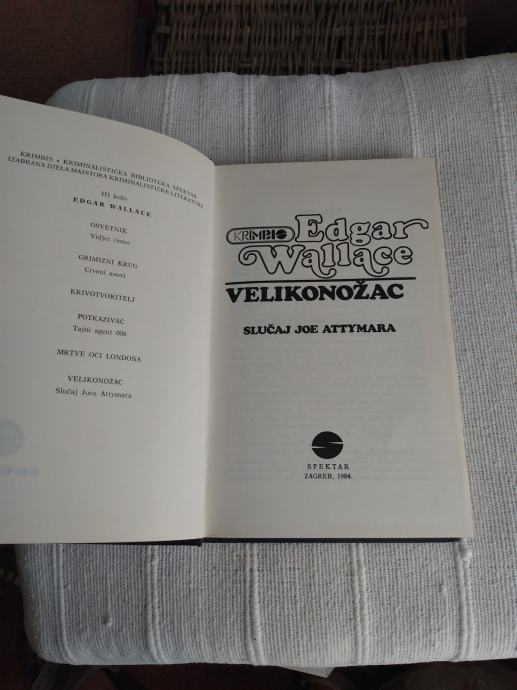 KRIMBIS • KRIMINALISTIČKA BIBLIOTEKA SPEKTAR
IZABRANA DJELA MAJSTORA KRIMINALISTIČKE LITERATURE
III kolo
EDGAR WALLACE
OSVETNIK
Vidjet ćemo
GRIMIZNI KRUG
Crveni asovi
KRIVOTVORITELJ
POTKAZIVAČ
Tajni agent 006
MRTVE OČI LONDONA
VELIKONOŽAC
Slučaj Joea Attymara
KRIMBIS
Edgar
Wallace
VELIKONOŽAC
SLUČAJ JOE ATTYMARA
SPEKTAR
ZAGREB, 1984.